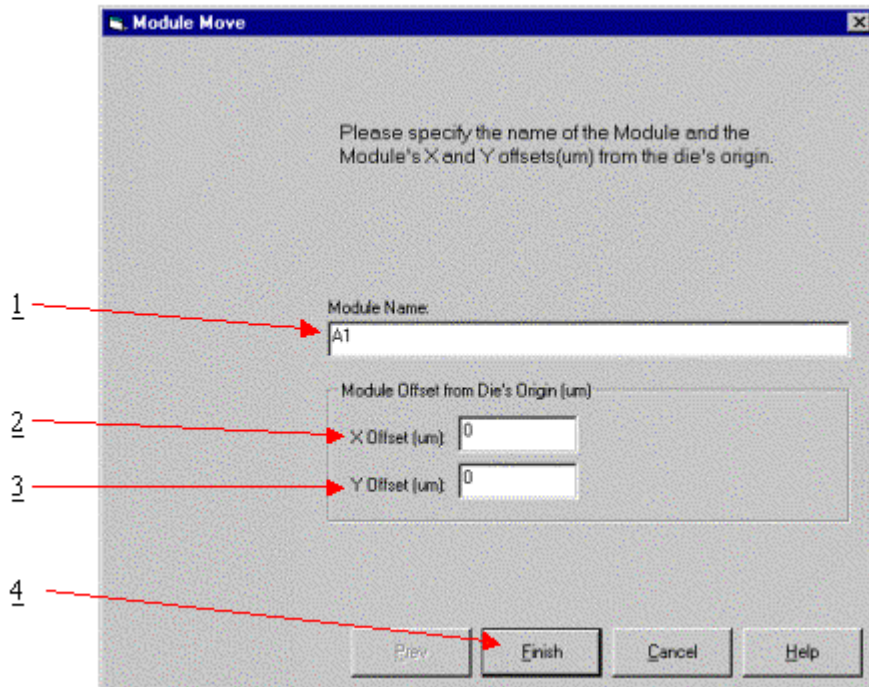 Module Move
Please specify the name of the Module and the
Module's X and Y offsets(um) from the die's origin.
1
Module Name:
A1
Module Offset from Die's Origin (um)
2
X Offset (um):
0
3
Y Offset (um):
0
4
Prev
Finish
Cancel
Help